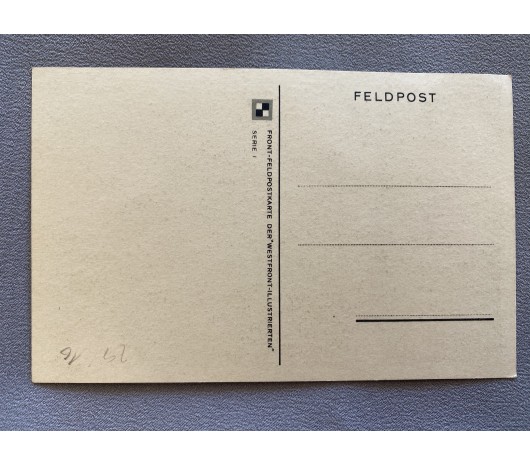 FELDPOST
FRONT-FELDPOSTKARTE DER "WESTFRONT-ILLUSTRIERTEN"
SERIE I